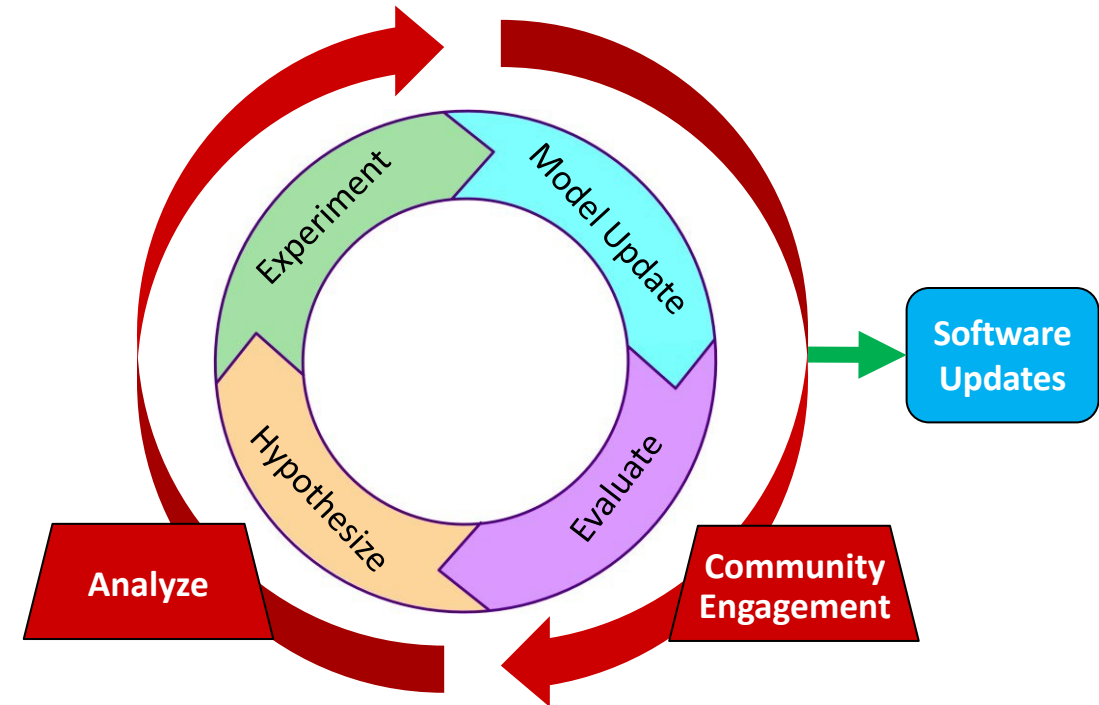 Experiment
Model Update
Software
Updates
Hypothesize
Evaluate
Analyze
Community
Engagement